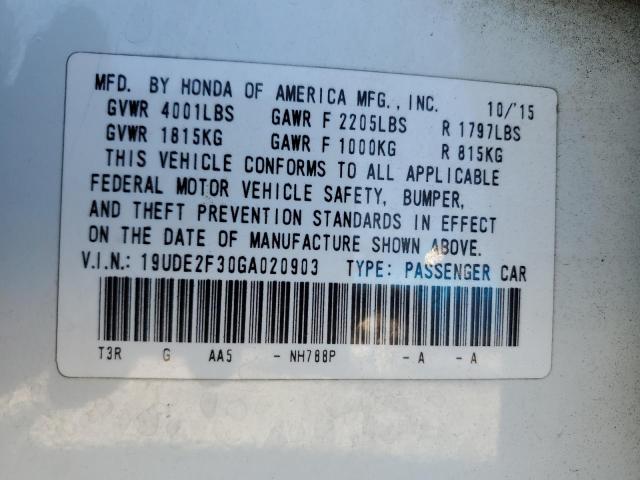 MFD. BY HONDA OF AMERICA MFG., INC. 10/'15
GVWR 4001LBS GAWR F 2205LBS R 1797LBS
GVWR 1815KG GAWR F 1000KG R 815KG
THIS VEHICLE CONFORMS TO ALL APPLICABLE
FEDERAL MOTOR VEHICLE SAFETY, BUMPER,
AND THEFT PREVENTION STANDARDS IN EFFECT
ON THE DATE OF MANUFACTURE SHOWN ABOVE.
V.I.N.: 19UDE2F30GA020903 TYPE: PASSENGER CAR
T3R G AA5 - NH788P - A - A